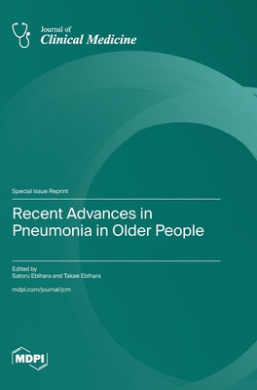 Journal of
Clinical Medicine
Special Issue Reprint
Recent Advances in
Pneumonia in Older People
Edited by
Satoru Ebihara and Takae Ebihara
mdpi.com/journal/jcm
MDPI